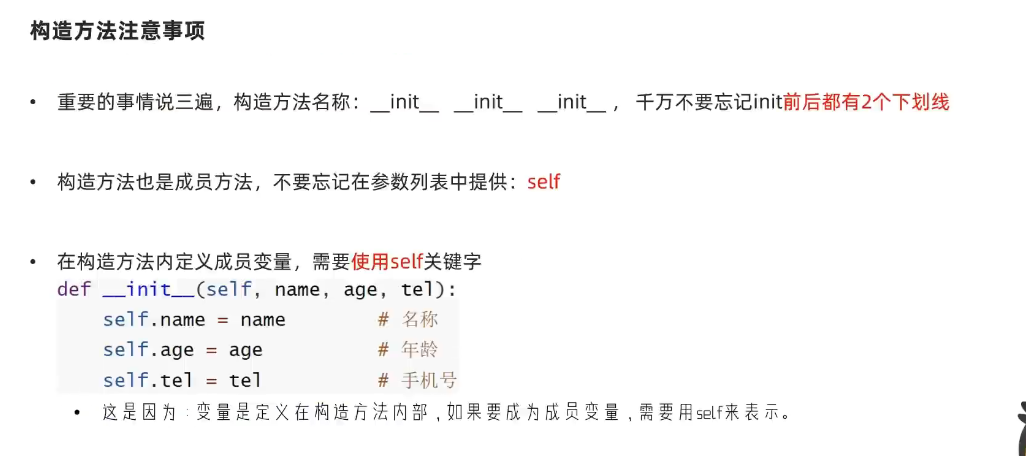 构造方法注意事项
• 重要的事情说三遍，构造方法名称：__init__ __init__ __init__ ， 千万不要忘记init前后都有2个下划线
• 构造方法也是成员方法，不要忘记在参数列表中提供：self
• 在构造方法内定义成员变量，需要使用self关键字
def __init__(self, name, age, tel):
    self.name = name        # 名称
    self.age = age          # 年龄
    self.tel = tel          # 手机号
• 这是因为：变量是定义在构造方法内部，如果要成为成员变量，需要用self来表示。